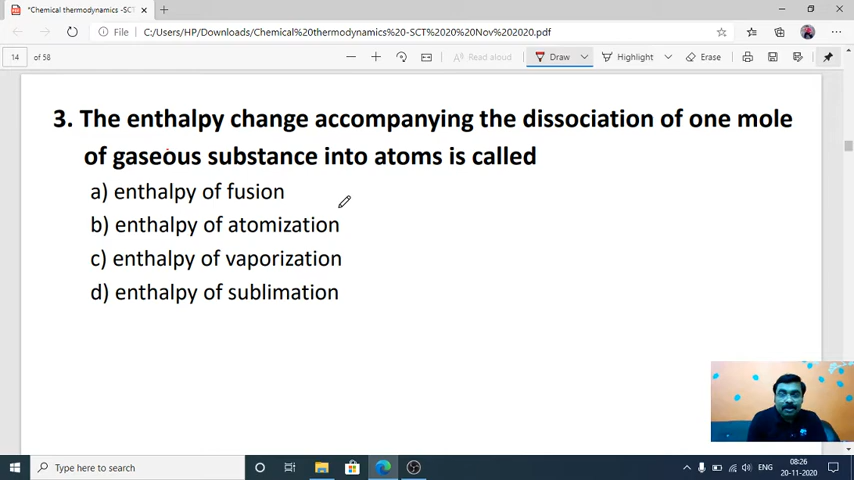 *Chemical thermodynamics -SCT
File
C:/Users/HP/Downloads/Chemical%20thermodynamics%20-SCT%2020%20Nov%202020.pdf
14 of 58
Read aloud
Draw
Highlight
Erase
3. The enthalpy change accompanying the dissociation of one mole
of gaseous substance into atoms is called
a) enthalpy of fusion
b) enthalpy of atomization
c) enthalpy of vaporization
d) enthalpy of sublimation
Type here to search
ENG
08:26
20-11-2020